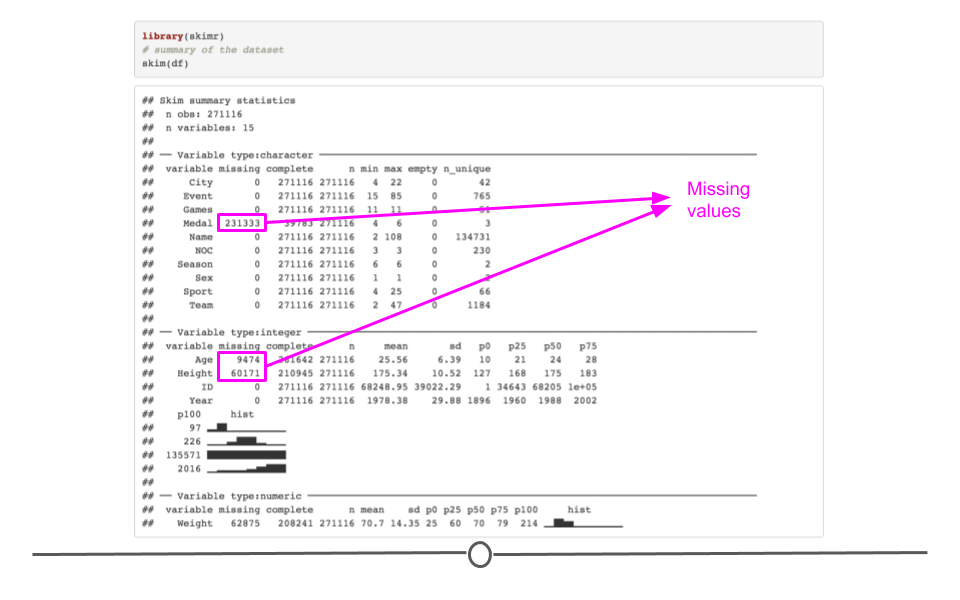 library(skimr)
# summary of the dataset
skim(df)
## Skim summary statistics
## n obs: 271116
## n variables: 15
##
## — Variable type:character
## variable missing complete n min max empty n_unique
## City 0 271116 271116 4 22 0 42
## Event 0 271116 271116 15 85 0 765
## Games 0 271116 271116 11 11 0 51
## Medal 231333 39783 271116 4 6 0 3
## Name 0 271116 271116 2 108 0 134731
## NOC 0 271116 271116 3 3 0 230
## Season 0 271116 271116 6 6 0 2
## Sex 0 271116 271116 1 1 0 2
## Sport 0 271116 271116 4 25 0 66
## Team 0 271116 271116 2 47 0 1184
##
## — Variable type:integer
## variable missing complete n mean sd p0 p25 p50 p75
## Age 9474 261642 271116 25.56 6.39 10 21 24 28
## Height 60171 210945 271116 175.34 10.52 127 168 175 183
## ID 0 271116 271116 68248.95 39022.29 1 34643 68205 1e+05
## Year 0 271116 271116 1978.38 29.88 1896 1960 1988 2002
## p100 hist
## 97
## 226
## 135571
## 2016
##
## — Variable type:numeric
## variable missing complete n mean sd p0 p25 p50 p75 p100 hist
## Weight 62875 208241 271116 70.7 14.35 25 60 70 79 214
Missing
values